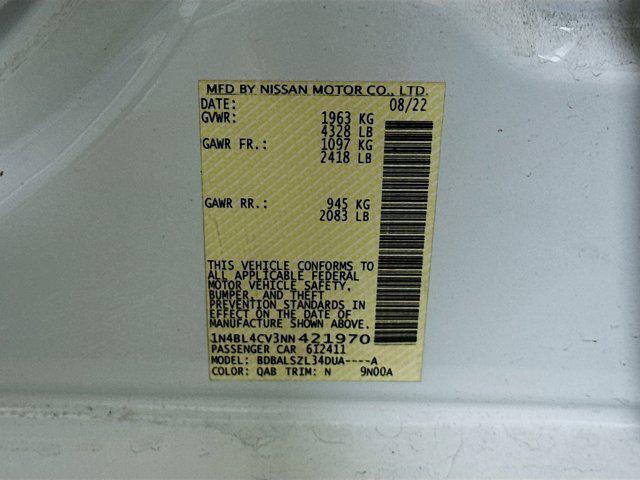 MFD BY NISSAN MOTOR CO., LTD.
DATE: 08/22
GVWR: 1963 KG
4328 LB
GAWR FR.: 1097 KG
2418 LB
GAWR RR.: 945 KG
2083 LB
THIS VEHICLE CONFORMS TO
ALL APPLICABLE FEDERAL
MOTOR VEHICLE SAFETY,
BUMPER, AND THEFT
PREVENTION STANDARDS IN
EFFECT ON THE DATE OF
MANUFACTURE SHOWN ABOVE.
1N4BL4CV3NN421970
PASSENGER CAR 6I2411
MODEL: BDBALSZL34DUA----A
COLOR: QAB TRIM: N 9N00A